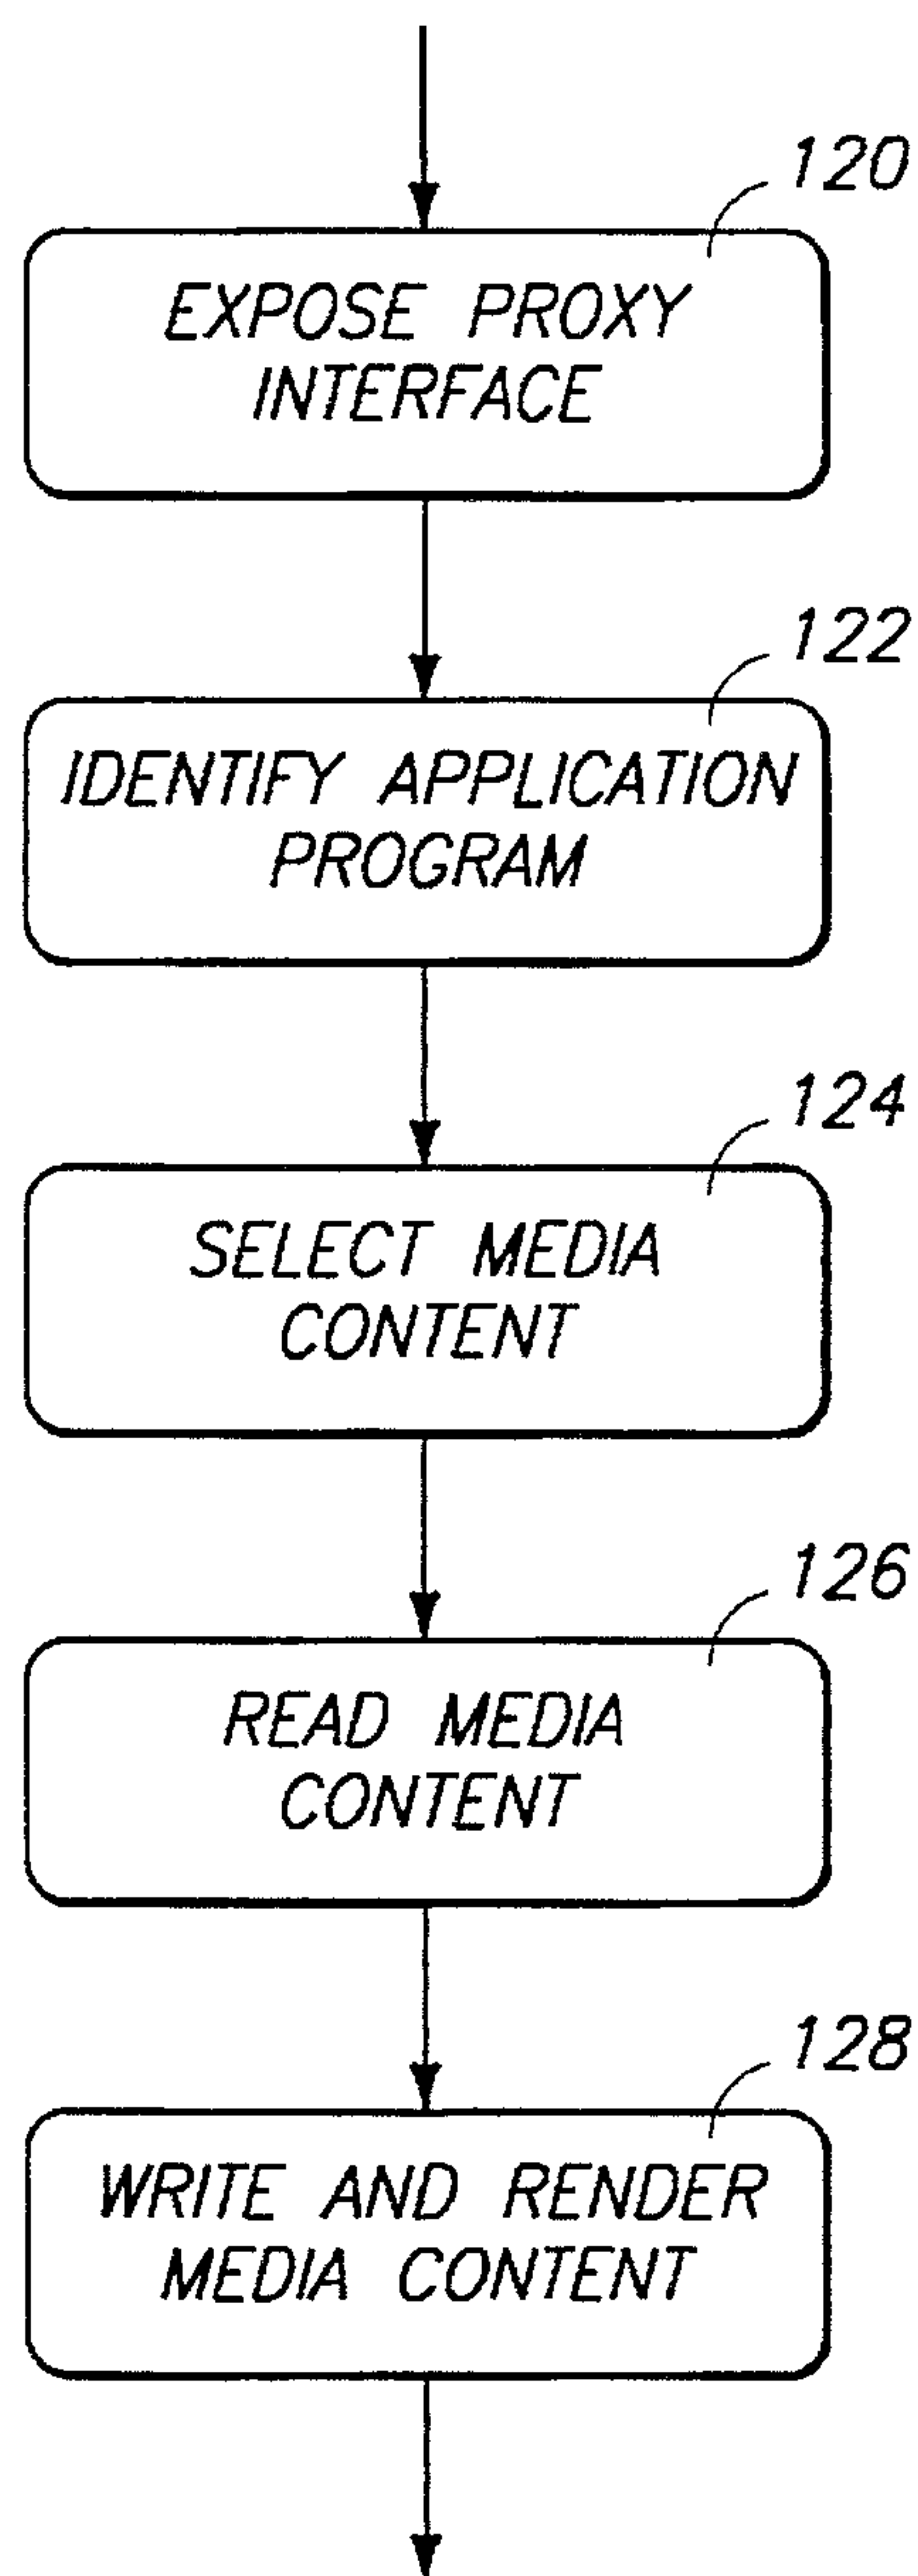 120
EXPOSE PROXY
INTERFACE
122
IDENTIFY APPLICATION
PROGRAM
124
SELECT MEDIA
CONTENT
126
READ MEDIA
CONTENT
128
WRITE AND RENDER
MEDIA CONTENT